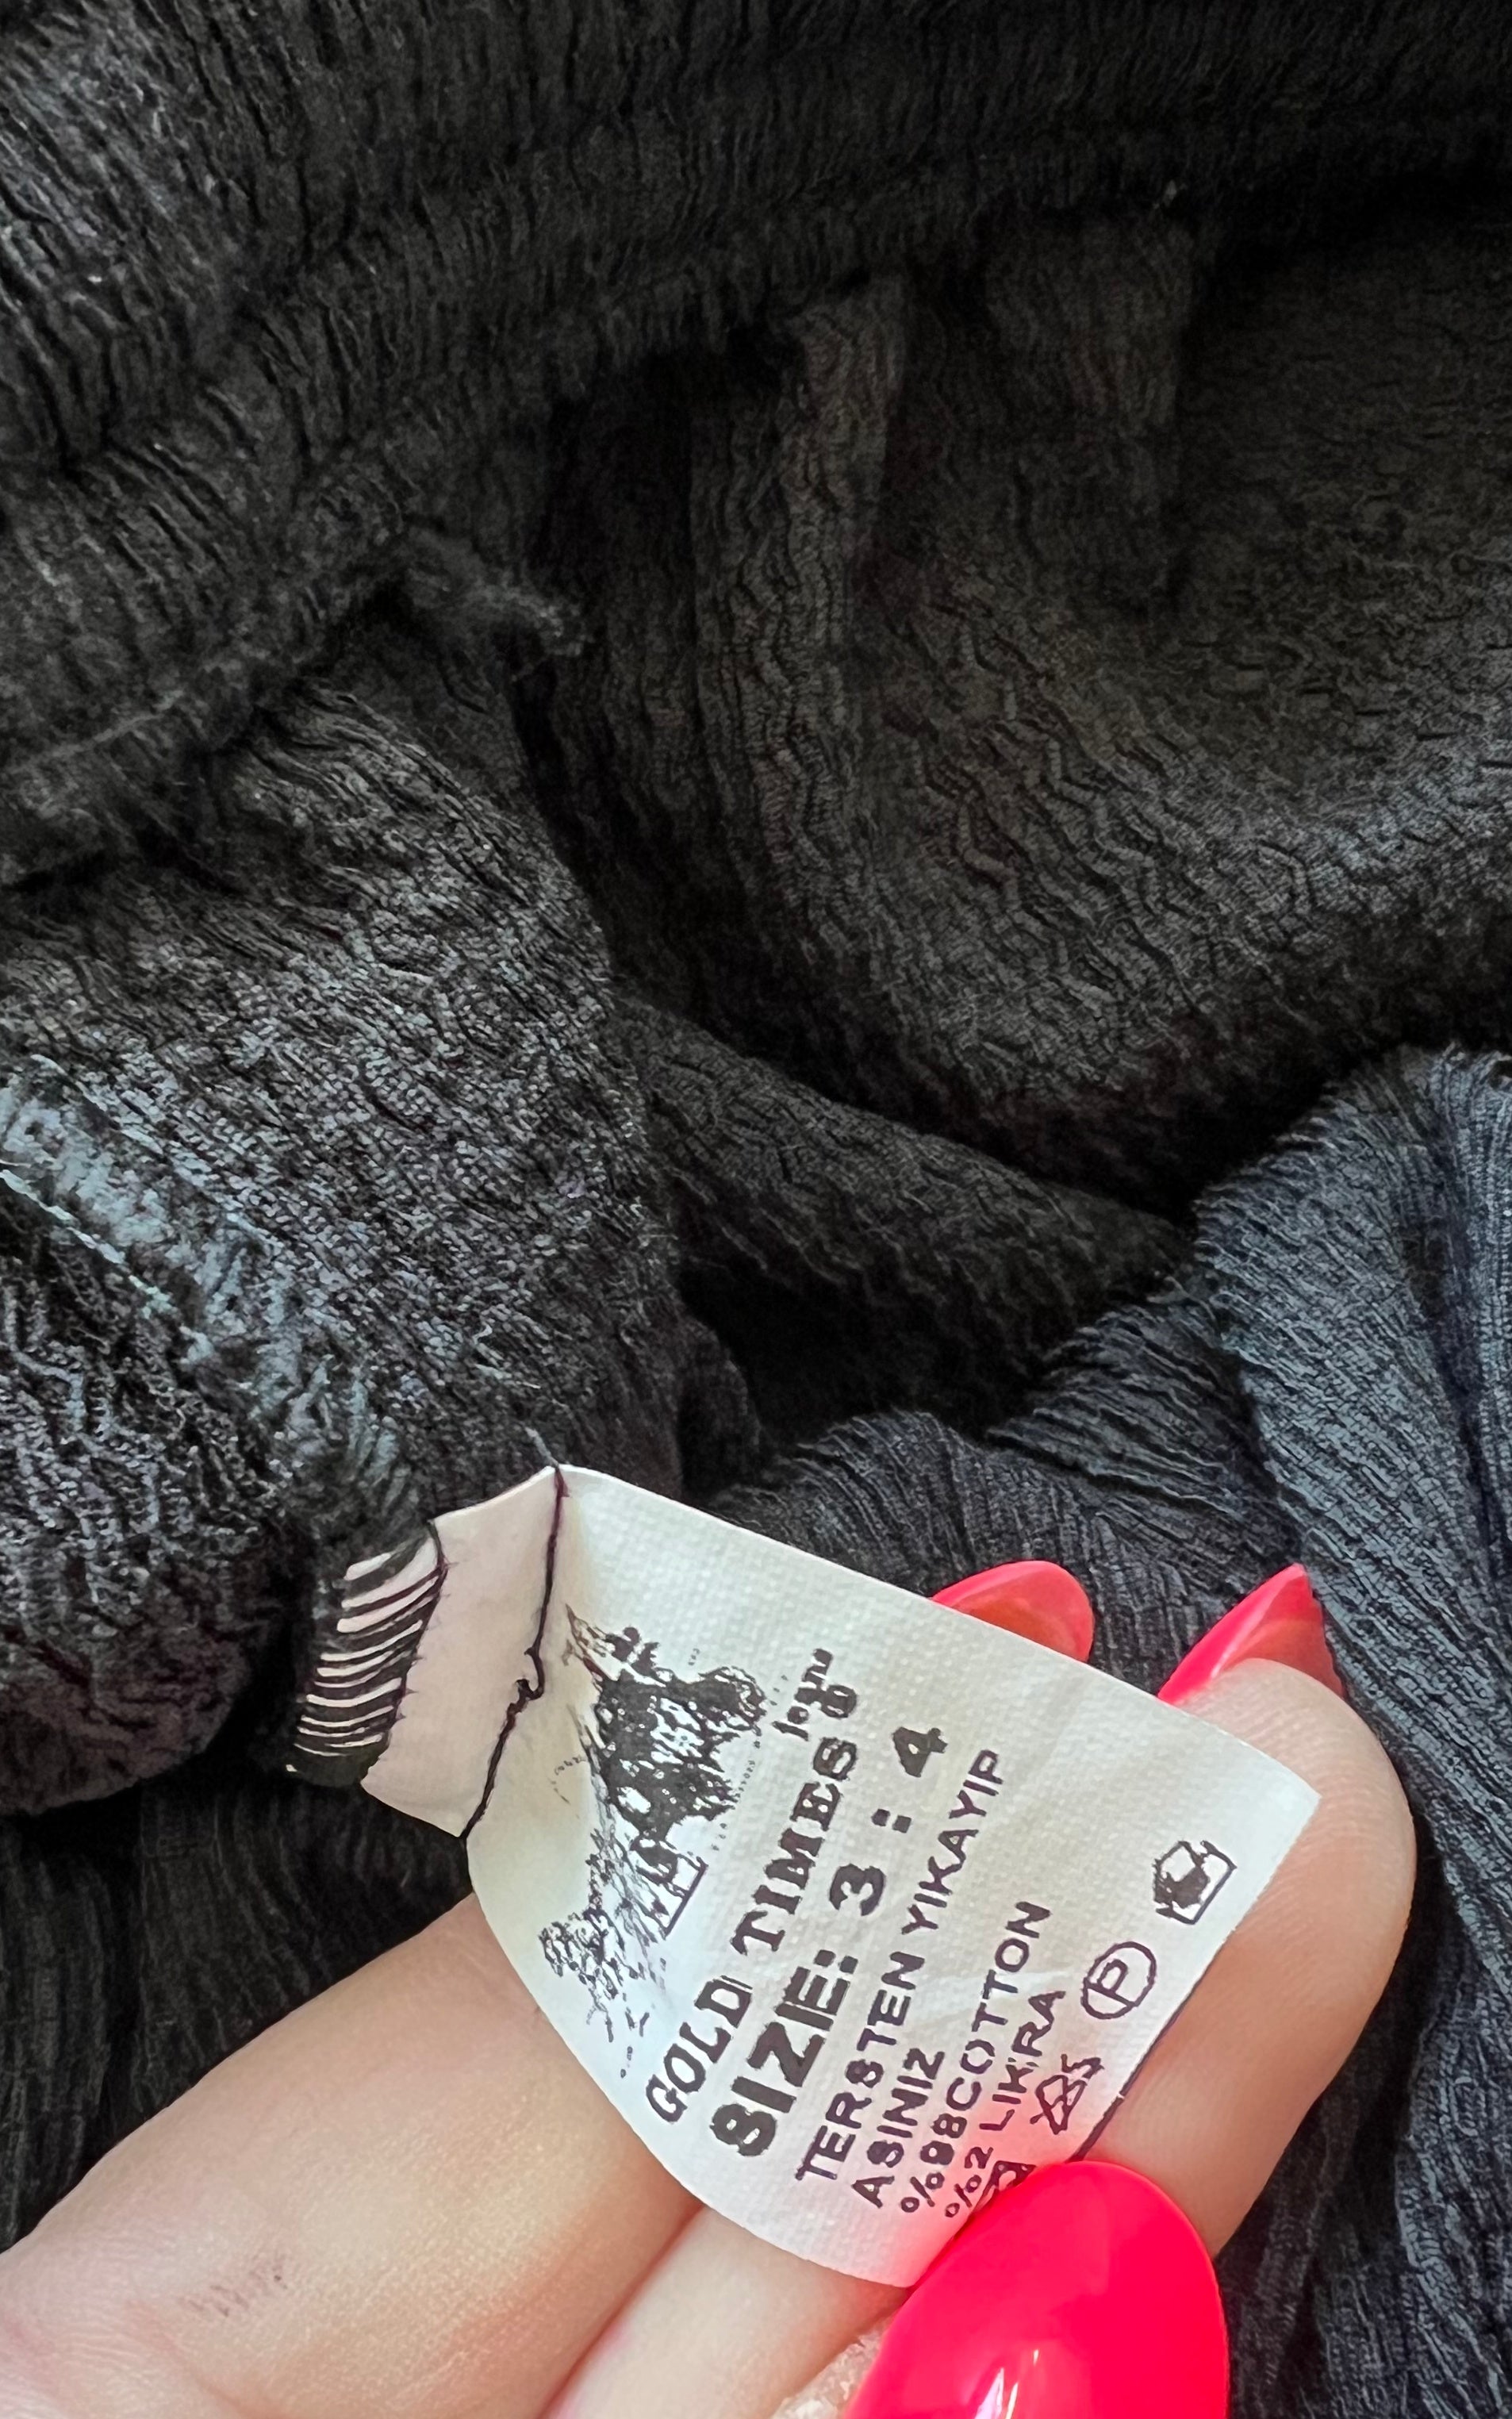 GOLD TIMES
SIZE: 3 : 4
TERSTEN YIKAYIP
ASINIZ
%98COTTON
%2 LIKRA
P